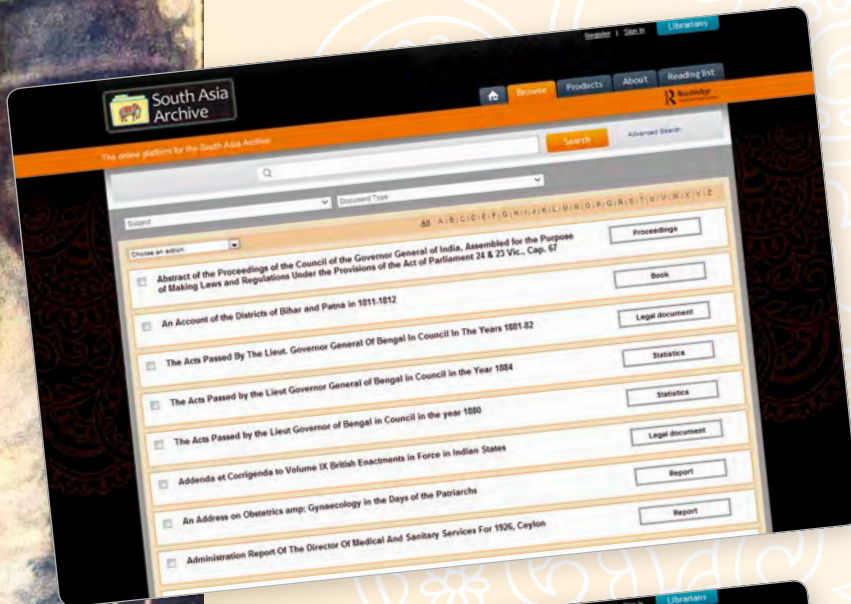 Register | Sign in
Librarians
South Asia
Archive
Browse
Products
About
Reading list
Routledge
The online platform for the South Asia Archive
Search
Advanced Search
Subject
Document Type
Choose an action
All A|B|C|D|E|F|G|H|I|J|K|L|M|N|O|P|Q|R|S|T|U|V|W|X|Y|Z
Abstract of the Proceedings of the Council of the Governor General of India, Assembled for the Purpose
of Making Laws and Regulations Under the Provisions of the Act of Parliament 24 & 23 Vic., Cap. 67
Proceedings
An Account of the Districts of Bihar and Patna in 1811-1812
Book
The Acts Passed By The Lieut. Governor General Of Bengal In Council In The Years 1881-82
Legal document
The Acts Passed by the Lieut Governor General of Bengal in Council in the Year 1884
Statistics
The Acts Passed by the Lieut Governor of Bengal in Council in the year 1880
Statistics
Addenda et Corrigenda to Volume IX British Enactments in Force in Indian States
Legal document
An Address on Obstetrics amp; Gynaecology in the Days of the Patriarchs
Report
Administration Report Of The Director Of Medical And Sanitary Services For 1926, Ceylon
Report
Librarians